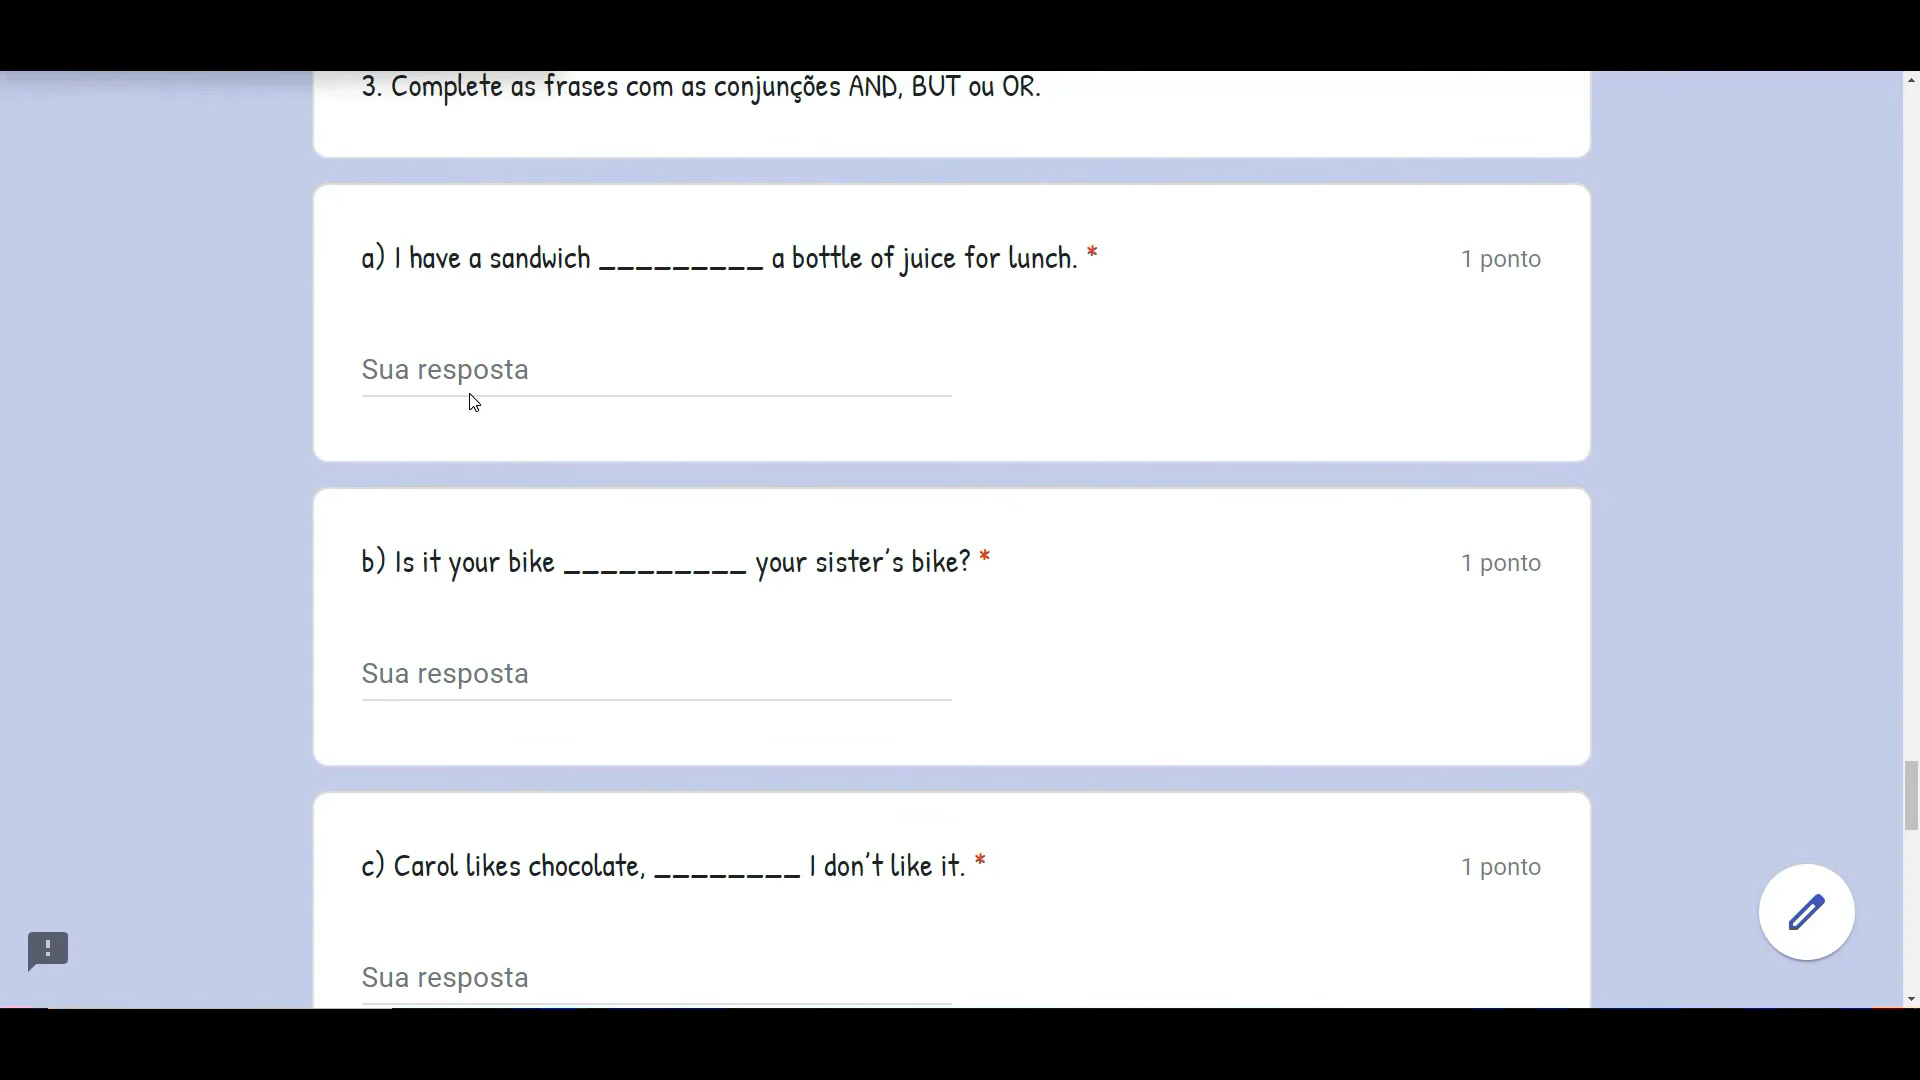 3. Complete as frases com as conjunções AND, BUT ou OR.
a) I have a sandwich _________ a bottle of juice for lunch. *
1 ponto
Sua resposta
b) Is it your bike __________ your sister's bike? *
1 ponto
Sua resposta
c) Carol likes chocolate, ________ I don't like it. *
1 ponto
Sua resposta